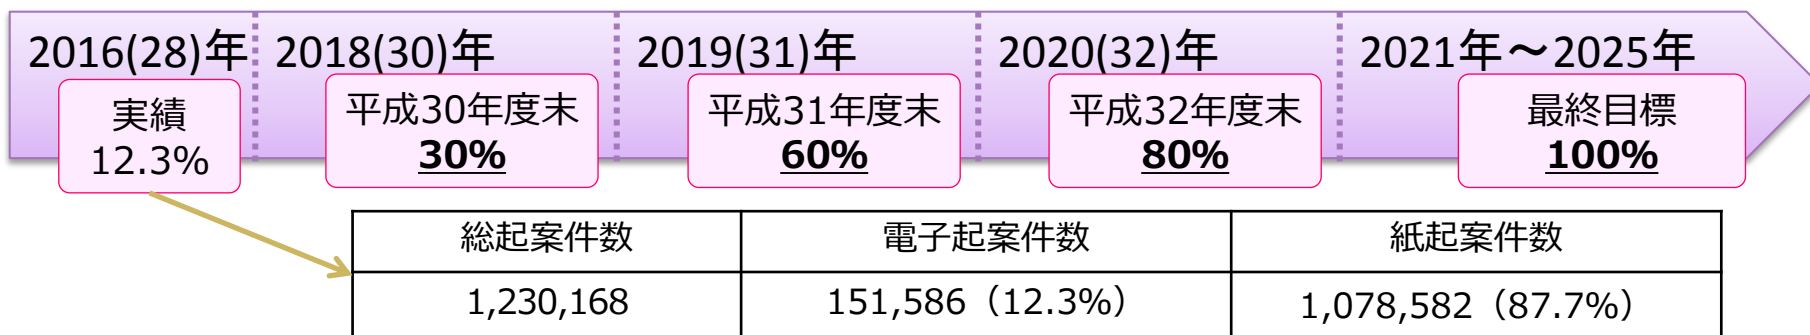 2016(28)年 2018(30)年 2019(31)年 2020(32)年 2021年～2025年
実績
12.3%
平成30年度末
30%
平成31年度末
60%
平成32年度末
80%
最終目標
100%
総起案件数 電子起案件数 紙起案件数
1,230,168 151,586（12.3%） 1,078,582（87.7%）